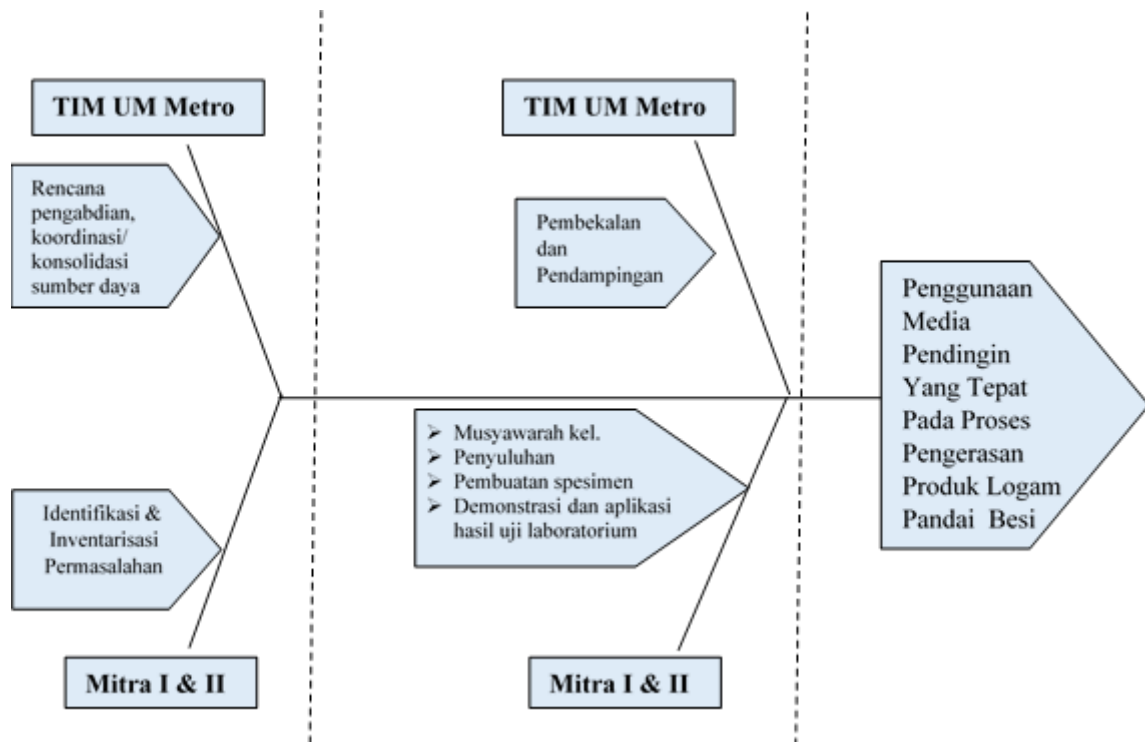 TIM UM Metro
Rencana
pengabdian,
koordinasi/
konsolidasi
sumber daya
Identifikasi &
Inventarisasi
Permasalahan
Mitra I & II
TIM UM Metro
Pembekalan
dan
Pendampingan
➢ Musyawarah kel.
➢ Penyuluhan
➢ Pembuatan spesimen
➢ Demonstrasi dan aplikasi
hasil uji laboratorium
Mitra I & II
Penggunaan
Media
Pendingin
Yang Tepat
Pada Proses
Pengerasan
Produk Logam
Pandai Besi